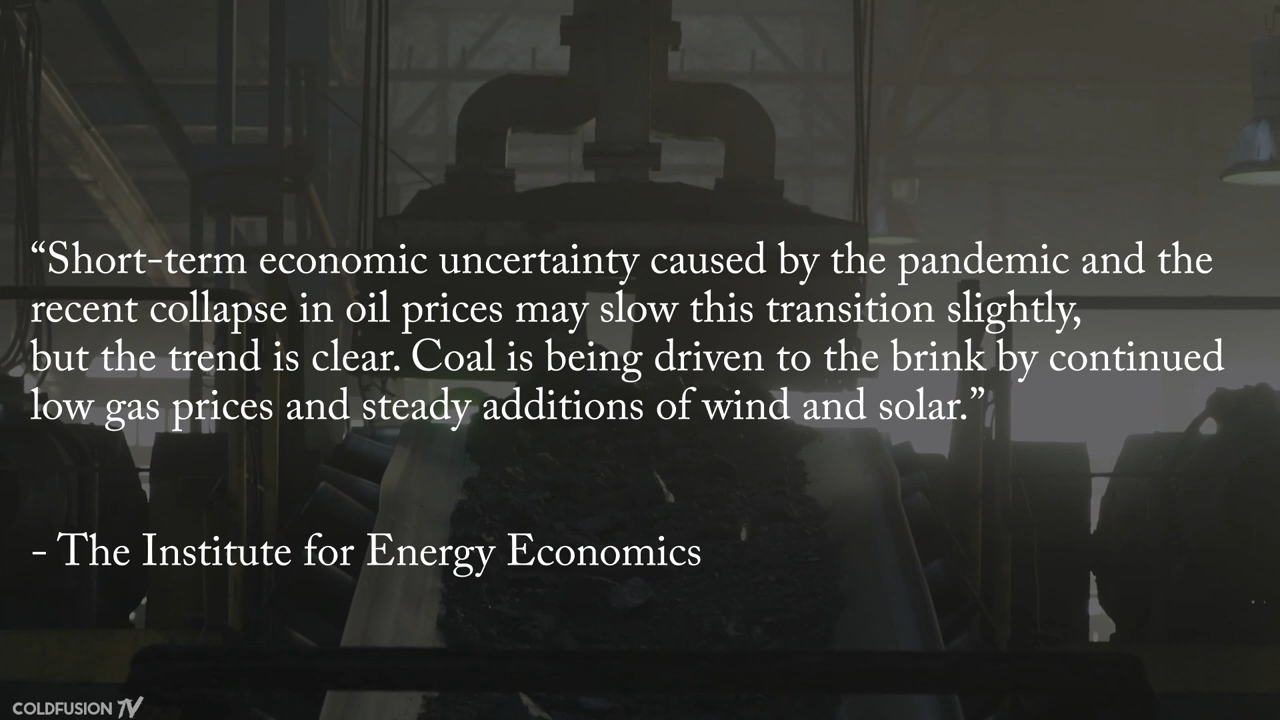 “Short-term economic uncertainty caused by the pandemic and the
recent collapse in oil prices may slow this transition slightly,
but the trend is clear. Coal is being driven to the brink by continued
low gas prices and steady additions of wind and solar.”
- The Institute for Energy Economics
COLDFUSION TV